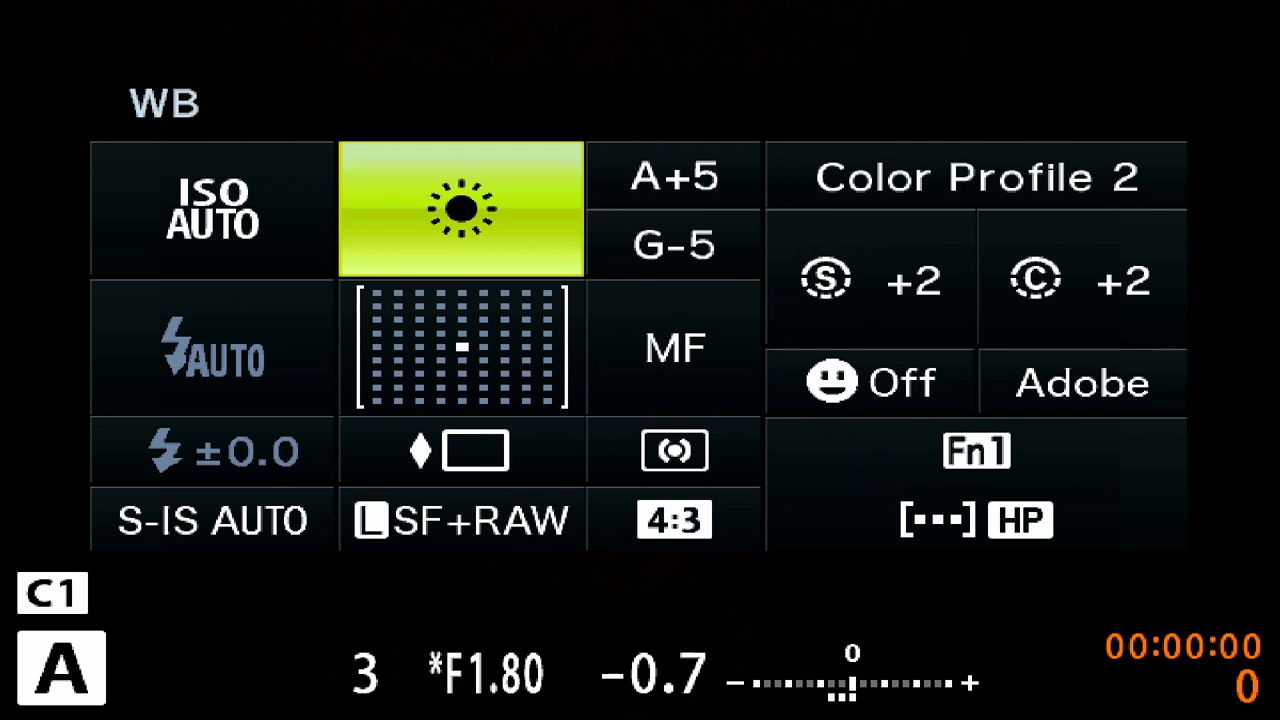 WB
ISO
AUTO
A+5
G-5
Color Profile 2
S +2
C +2
AUTO
MF
Off
Adobe
±0.0
Fn1
S-IS AUTO
L SF+RAW
4:3
HP
C1
A
3 *F1.80 -0.7
0
- +
00:00:00
0